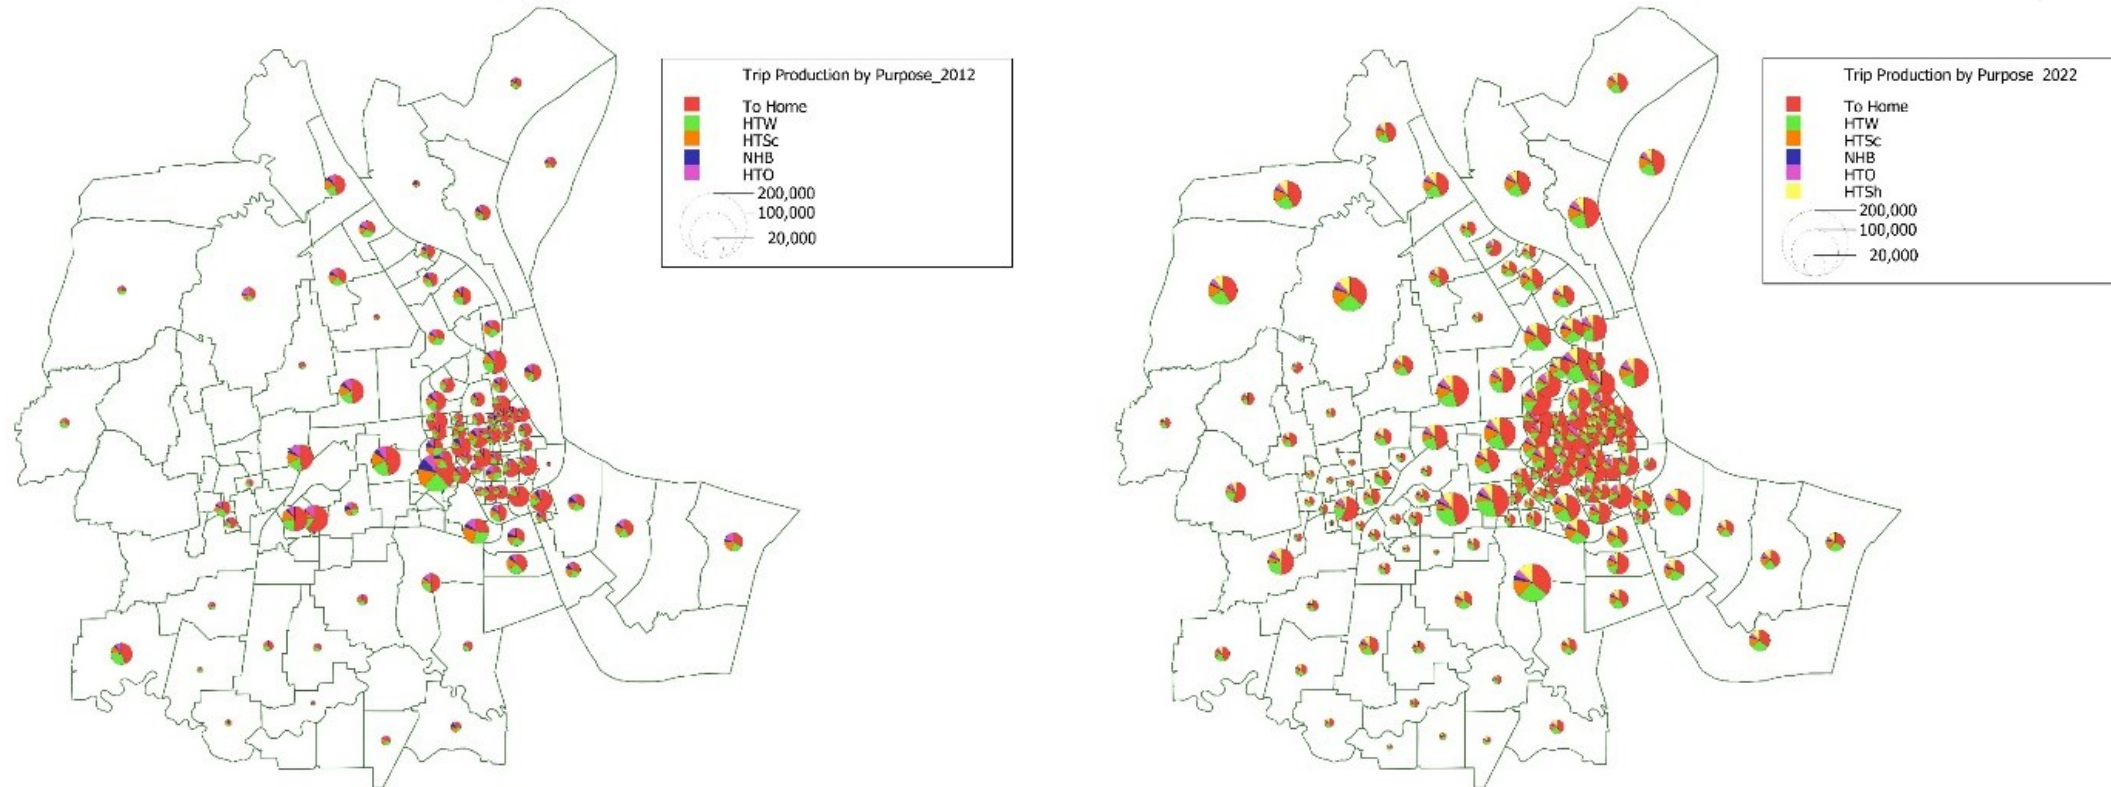 Trip Production by Purpose_2012
To Home
HTW
HTSc
NHB
HTO
200,000
100,000
20,000
Trip Production by Purpose 2022
To Home
HTW
HTSc
NHB
HTO
HTSh
200,000
100,000
20,000